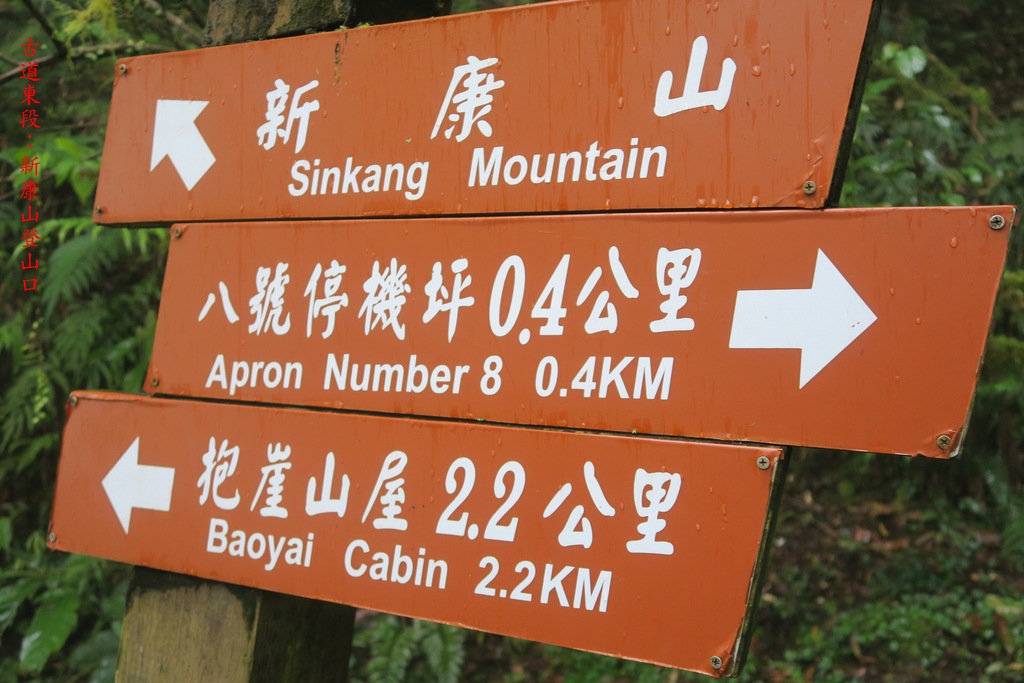 古道東段：新康山登山口
新康山
Sinkang Mountain
八號停機坪0.4公里
Apron Number 8 0.4KM
抱崖山屋2.2公里
Baoyai Cabin 2.2KM